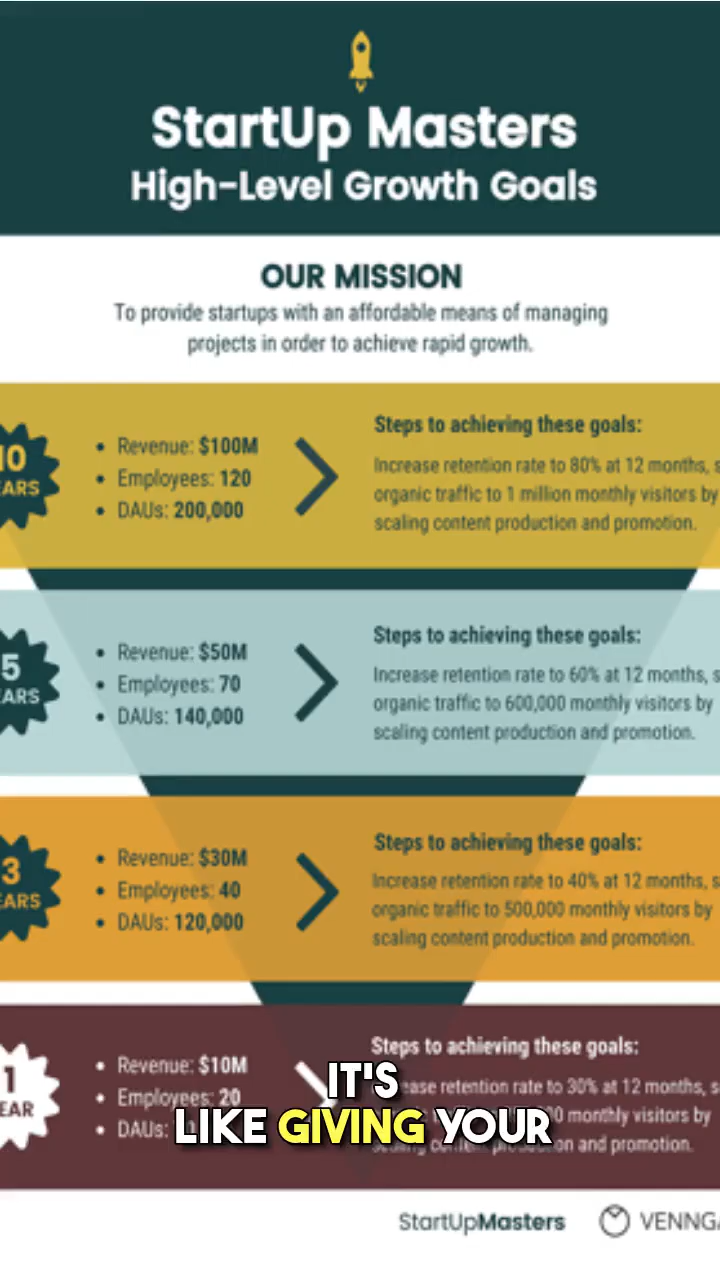 StartUp Masters
High-Level Growth Goals
OUR MISSION
To provide startups with an affordable means of managing
projects in order to achieve rapid growth.
10
EARS
• Revenue: $100M
• Employees: 120
• DAUs: 200,000
Steps to achieving these goals:
Increase retention rate to 80% at 12 months, s
organic traffic to 1 million monthly visitors by
scaling content production and promotion.
5
EARS
• Revenue: $50M
• Employees: 70
• DAUs: 140,000
Steps to achieving these goals:
Increase retention rate to 60% at 12 months, s
organic traffic to 600,000 monthly visitors by
scaling content production and promotion.
3
EARS
• Revenue: $30M
• Employees: 40
• DAUs: 120,000
Steps to achieving these goals:
Increase retention rate to 40% at 12 months, s
organic traffic to 500,000 monthly visitors by
scaling content production and promotion.
1
EAR
• Revenue: $10M
• Employees: 20
• DAUs:
Steps to achieving these goals:
ease retention rate to 30% at 12 months, s
monthly visitors by
and promotion.
IT'S
LIKE GIVING YOUR
StartUpMasters
VENNGA